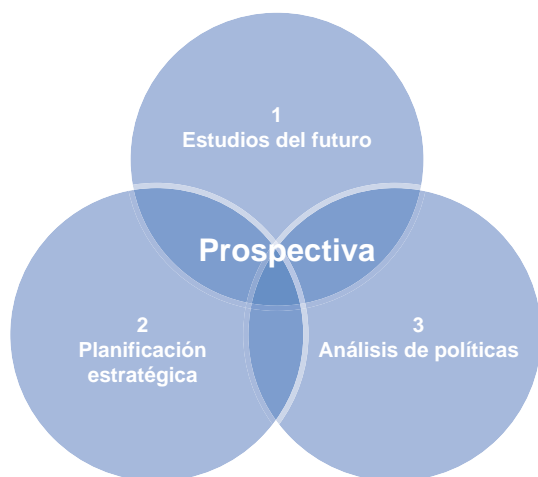 1
Estudios del futuro
Prospectiva
2
Planificación
estratégica
3
Análisis de políticas